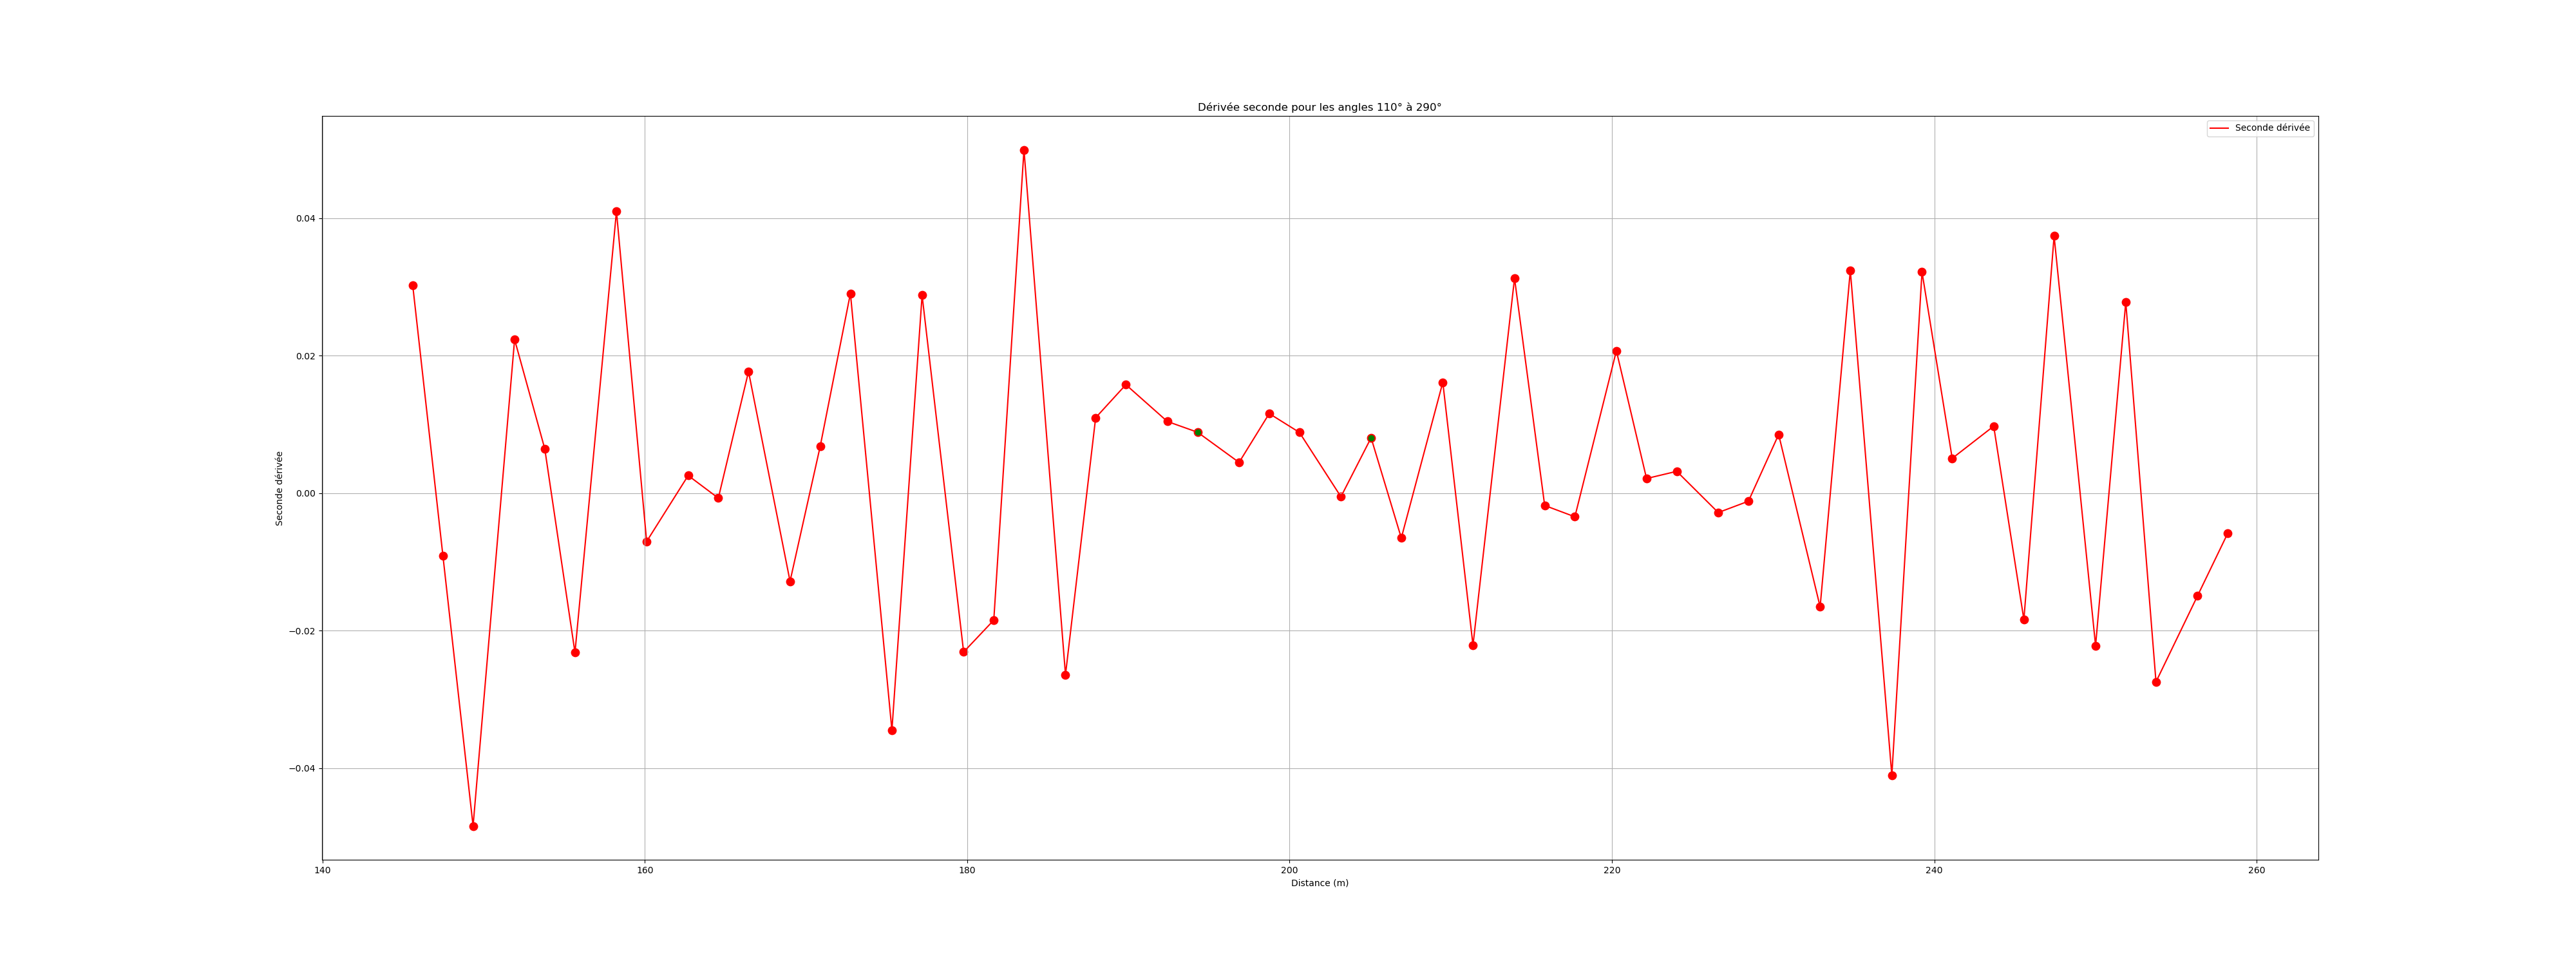 Dérivée seconde pour les angles 110° à 290°
Seconde dérivée
Seconde dérivée
0.04
0.02
0.00
−0.02
−0.04
140 160 180 200 220 240 260
Distance (m)